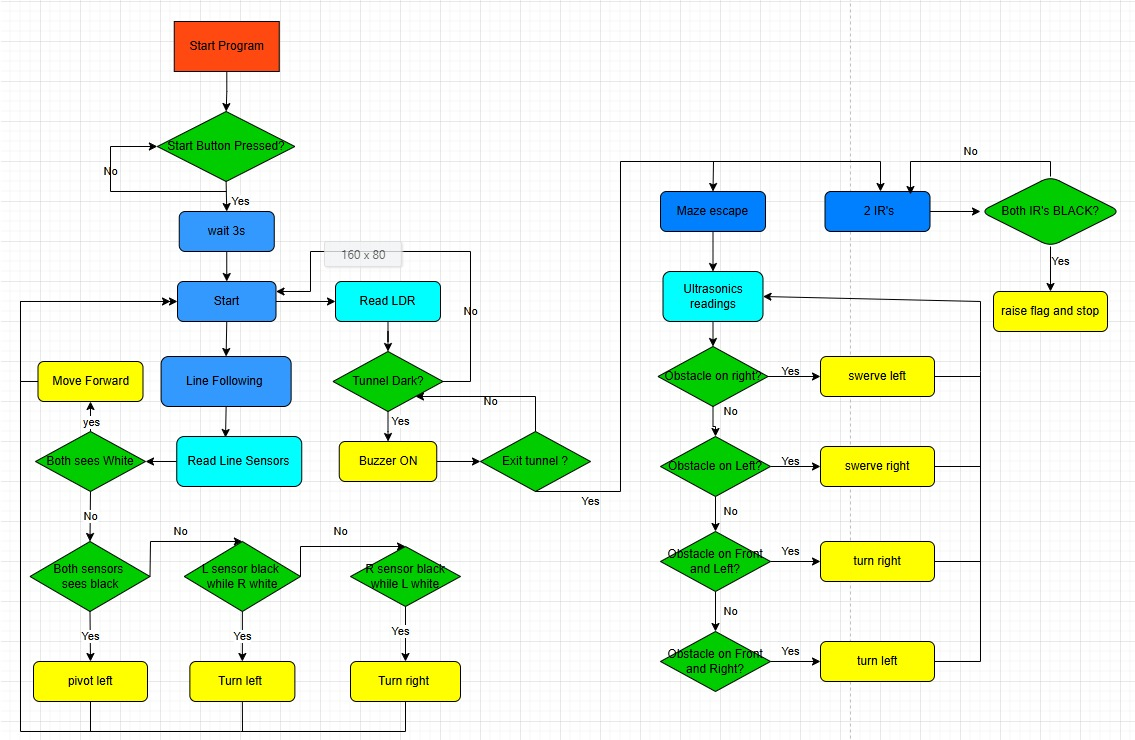 Start Program
Start Button Pressed?
No
Yes
wait 3s
160 x 80
Start
Read LDR
No
Move Forward
Line Following
Tunnel Dark?
No
yes
Yes
Both sees White
Read Line Sensors
Buzzer ON
Exit tunnel ?
Yes
No
No
No
Both sensors
sees black
L sensor black
while R white
R sensor black
while L white
Yes
Yes
Yes
pivot left
Turn left
Turn right
Maze escape
2 IR's
No
Both IR's BLACK?
Yes
raise flag and stop
Ultrasonics
readings
Obstacle on right?
Yes
swerve left
No
Obstacle on Left?
Yes
swerve right
No
Obstacle on Front
and Left?
Yes
turn right
No
Obstacle on Front
and Right?
Yes
turn left